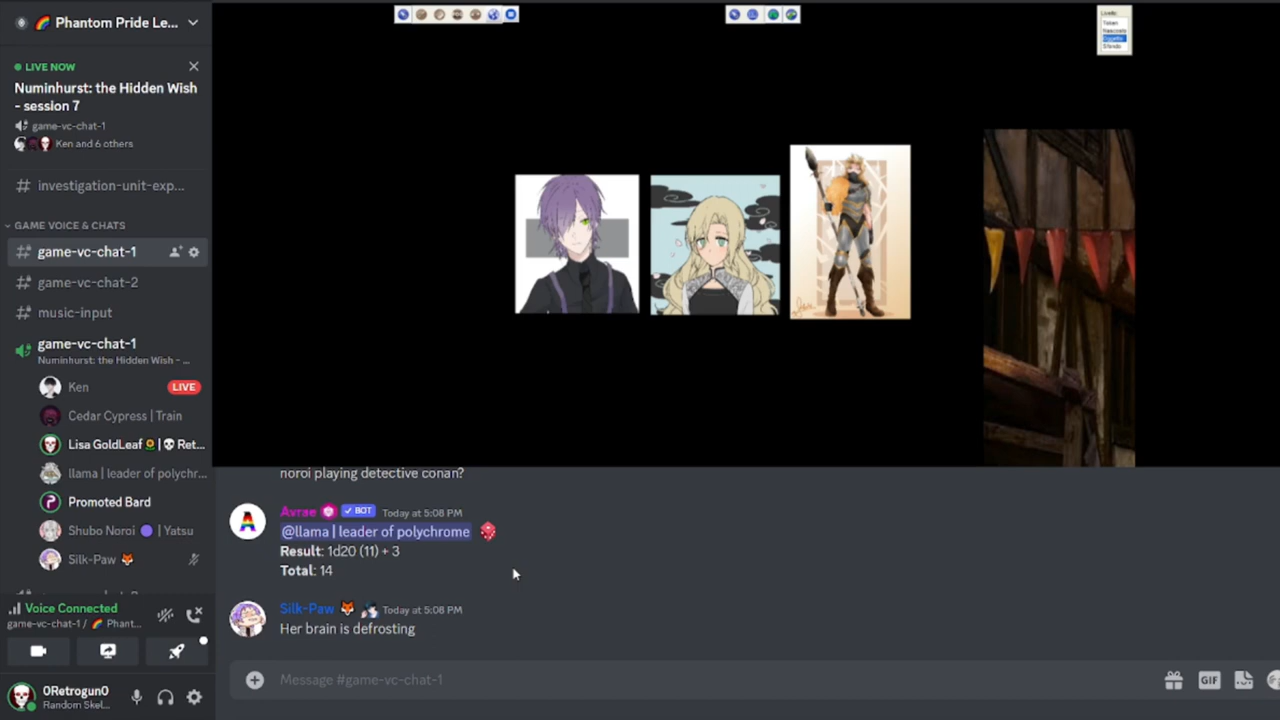 Phantom Pride Le...
LIVE NOW
Numinhurst: the Hidden Wish
- session 7
game-vc-chat-1
Ken and 6 others
investigation-unit-exp...
GAME VOICE & CHATS
game-vc-chat-1
game-vc-chat-2
music-input
game-vc-chat-1
Numinhurst: the Hidden Wish - ...
Ken
LIVE
Cedar Cypress | Train
Lisa GoldLeaf🌻 | 💀 Ret...
llama | leader of polychr...
Promoted Bard
Shubo Noroi 🟣 | Yatsu
Silk-Paw 🦊
Voice Connected
game-vc-chat-1 / 🌈 Phant...
0Retrogun0
Random Skel...
noroi playing detective conan?
Avrae
✓ BOT
Today at 5:08 PM
@llama | leader of polychrome
Result: 1d20 (11) + 3
Total: 14
Silk-Paw 🦊
Today at 5:08 PM
Her brain is defrosting
Message #game-vc-chat-1
GIF